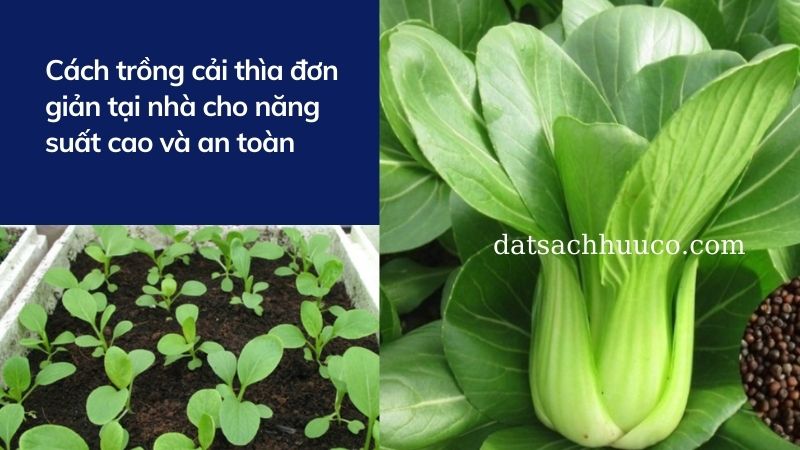 Cách trồng cải thìa đơn
giản tại nhà cho năng
suất cao và an toàn
datsachhuuco.com